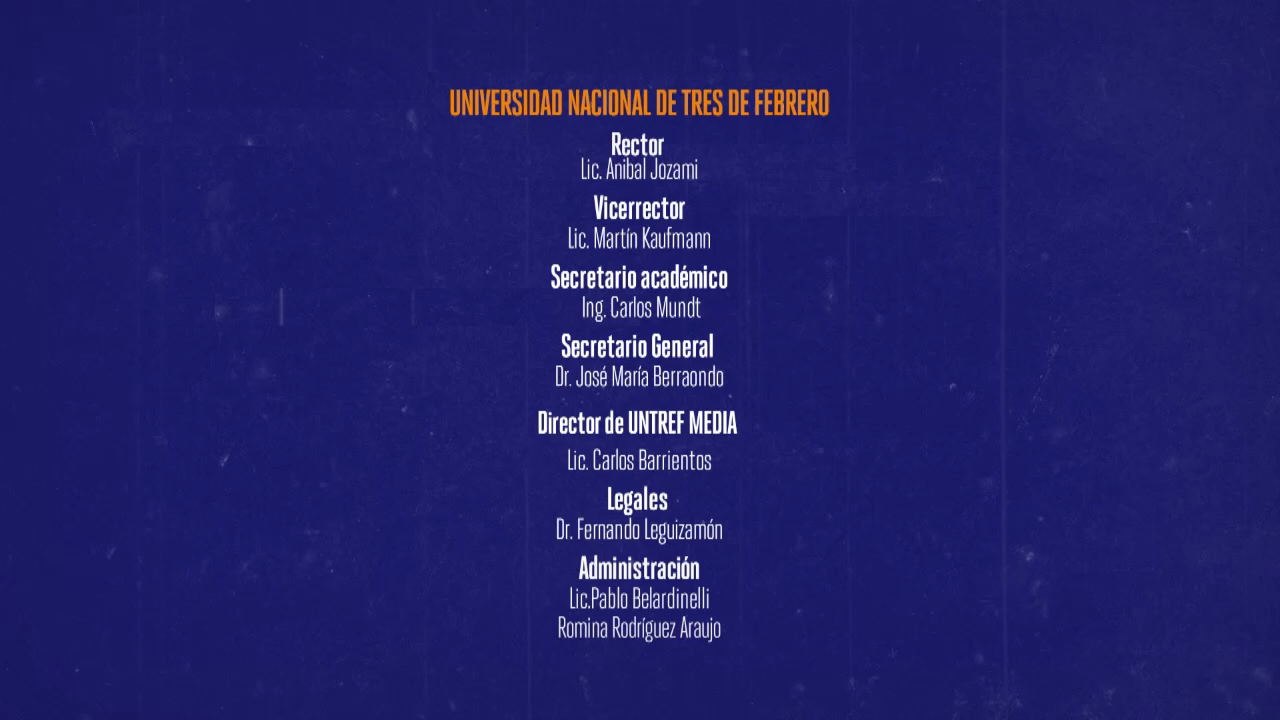 UNIVERSIDAD NACIONAL DE TRES DE FEBRERO
Rector
Lic. Anibal Jozami
Vicerrector
Lic. Martín Kaufmann
Secretario académico
Ing. Carlos Mundt
Secretario General
Dr. José María Berraondo
Director de UNTREF MEDIA
Lic. Carlos Barrientos
Legales
Dr. Fernando Leguizamón
Administración
Lic.Pablo Belardinelli
Romina Rodríguez Araujo